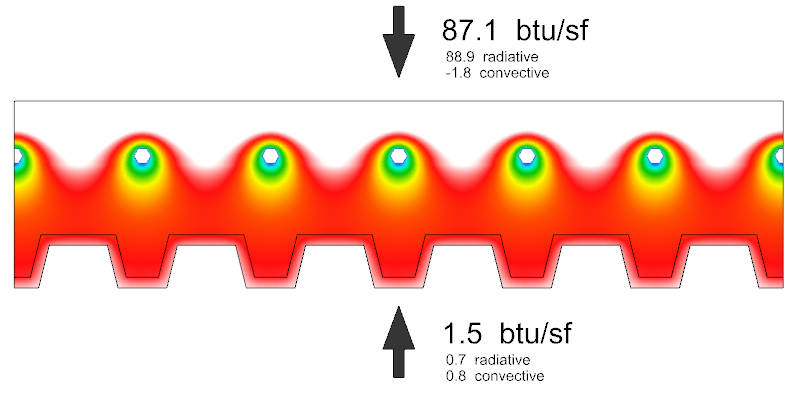 87.1 btu/sf
88.9 radiative
-1.8 convective
1.5 btu/sf
0.7 radiative
0.8 convective